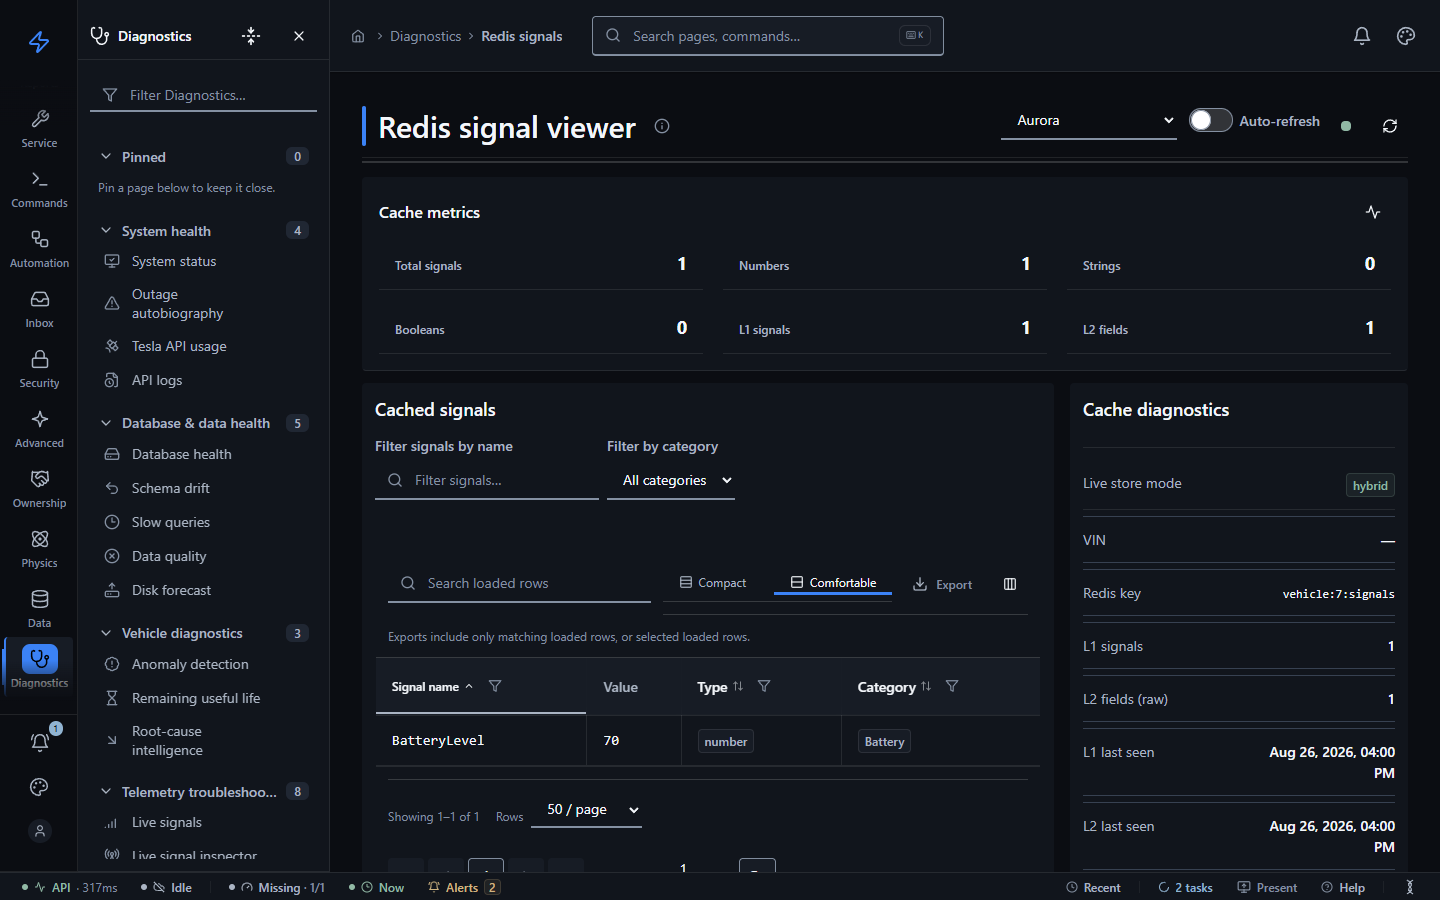 Diagnostics
Diagnostics
Redis signals
Search pages, commands...
K
Filter Diagnostics...
Service
Commands
Automation
Inbox
Security
Advanced
Ownership
Physics
Data
Diagnostics
1
Pinned
0
Pin a page below to keep it close.
System health
4
System status
Outage
autobiography
Tesla API usage
API logs
Database & data health
5
Database health
Schema drift
Slow queries
Data quality
Disk forecast
Vehicle diagnostics
3
Anomaly detection
Remaining useful life
Root-cause
intelligence
Telemetry troubleshoo...
8
Live signals
Live signal inspector
Redis signal viewer
Aurora
Auto-refresh
Cache metrics
Total signals 1
Numbers 1
Strings 0
Booleans 0
L1 signals 1
L2 fields 1
Cached signals
Filter signals by name
Filter by category
Filter signals...
All categories
Search loaded rows
Compact
Comfortable
Export
Exports include only matching loaded rows, or selected loaded rows.
Signal name Value Type Category
BatteryLevel 70 number Battery
Showing 1–1 of 1 Rows 50 / page
1
Cache diagnostics
Live store mode hybrid
VIN —
Redis key vehicle:7:signals
L1 signals 1
L2 fields (raw) 1
L1 last seen Aug 26, 2026, 04:00
PM
L2 last seen Aug 26, 2026, 04:00
PM
API · 317ms
Idle
Missing · 1/1
Now
Alerts 2
Recent
2 tasks
Present
Help